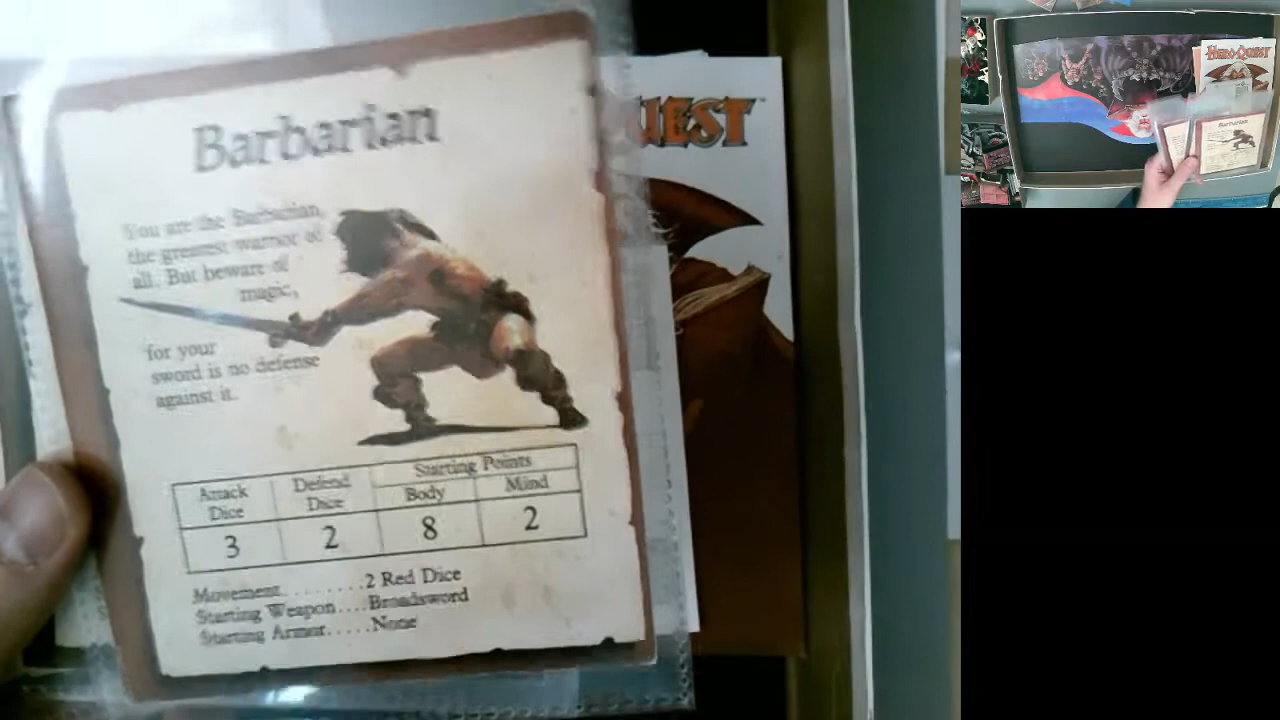 Barbarian
You are the Barbarian,
the greatest warrior of
all. But beware of
magic,
for your
sword is no defense
against it.
Attack Dice
Defend Dice
Starting Points
Body
Mind
3
2
8
2
Movement.........2 Red Dice
Starting Weapon....Broadsword
Starting Armor.....None
UEST
HEROQUEST
Barbarian